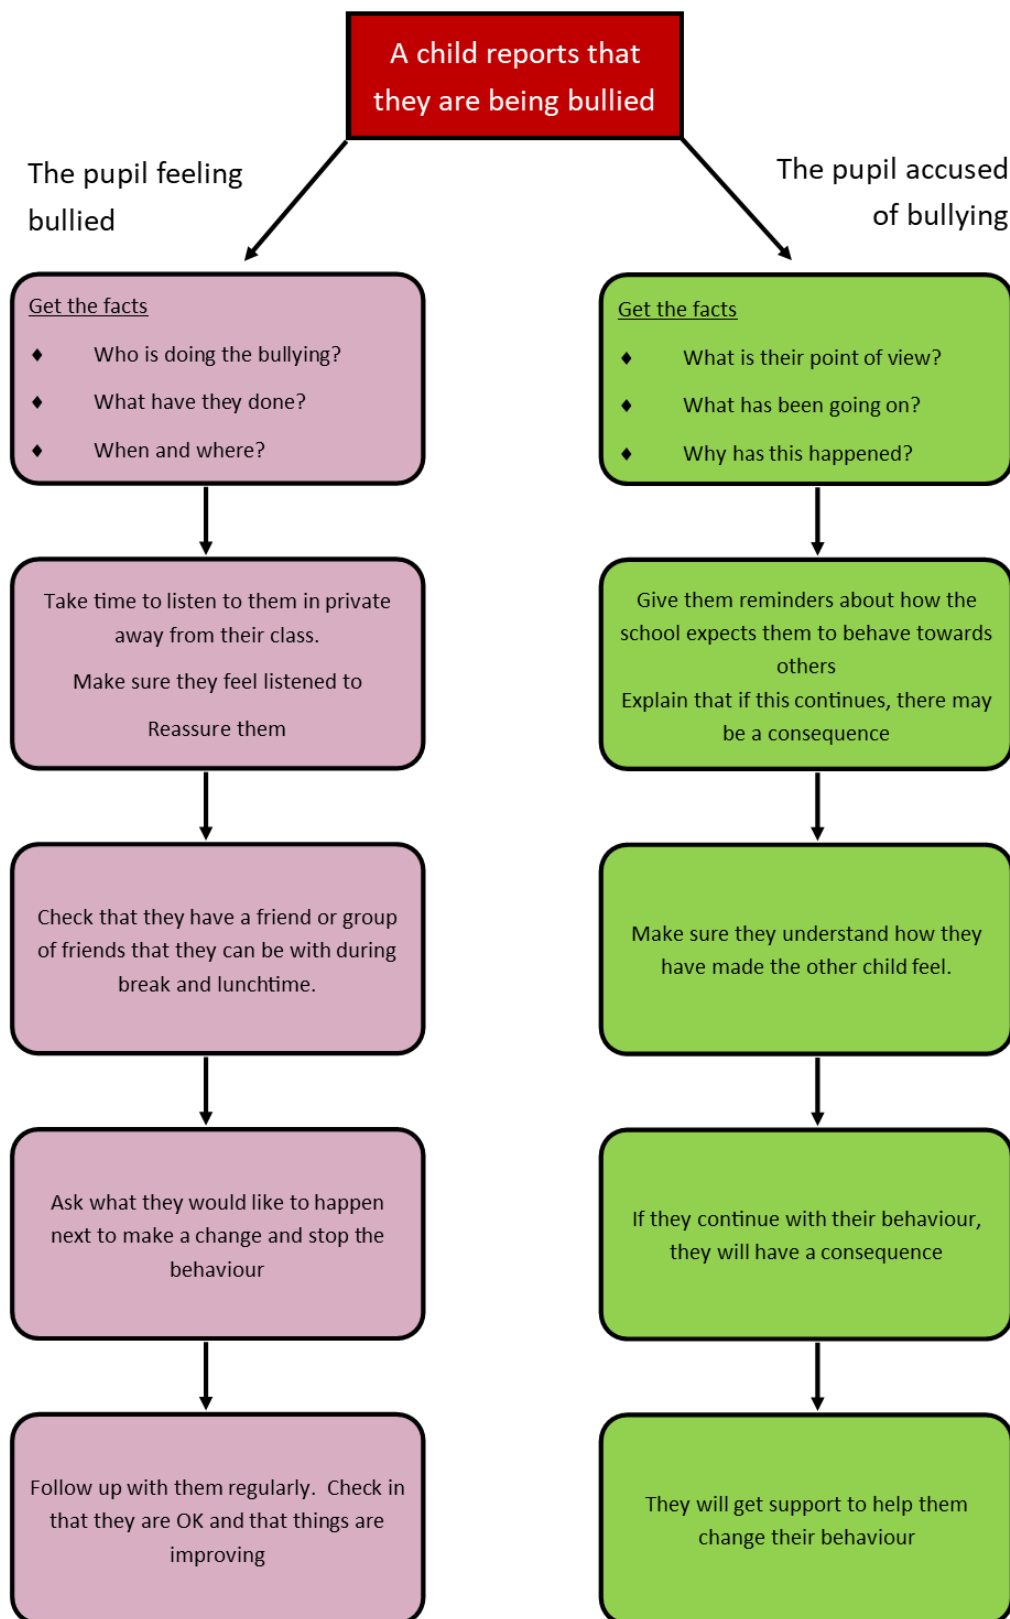 A child reports that
they are being bullied
The pupil feeling
bullied
The pupil accused
of bullying
Get the facts
♦ Who is doing the bullying?
♦ What have they done?
♦ When and where?
Take time to listen to them in private
away from their class.
Make sure they feel listened to
Reassure them
Check that they have a friend or group
of friends that they can be with during
break and lunchtime.
Ask what they would like to happen
next to make a change and stop the
behaviour
Follow up with them regularly.  Check in
that they are OK and that things are
improving
Get the facts
♦ What is their point of view?
♦ What has been going on?
♦ Why has this happened?
Give them reminders about how the
school expects them to behave towards
others
Explain that if this continues, there may
be a consequence
Make sure they understand how they
have made the other child feel.
If they continue with their behaviour,
they will have a consequence
They will get support to help them
change their behaviour